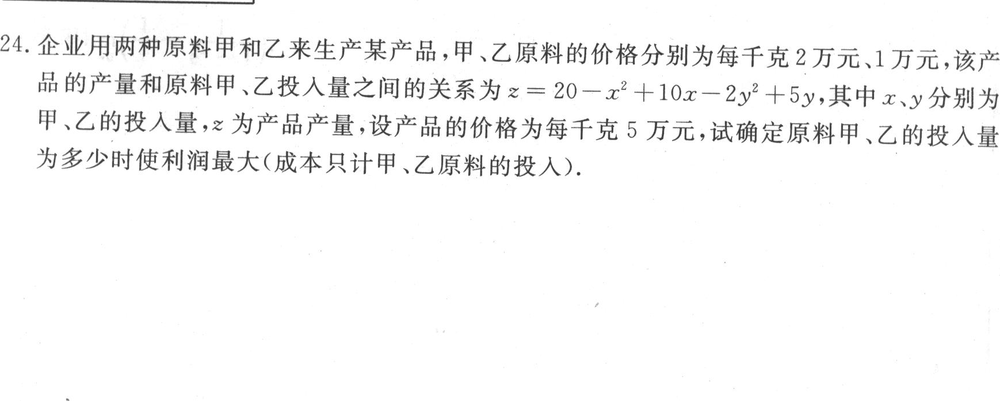 24. 企业用两种原料甲和乙来生产某产品,甲、乙原料的价格分别为每千克2万元、1万元,该产
品的产量和原料甲、乙投入量之间的关系为 z = 20 − x² + 10x − 2y² + 5y,其中 x、y 分别为
甲、乙的投入量,z 为产品产量,设产品的价格为每千克 5 万元,试确定原料甲、乙的投入量
为多少时使利润最大(成本只计甲、乙原料的投入).